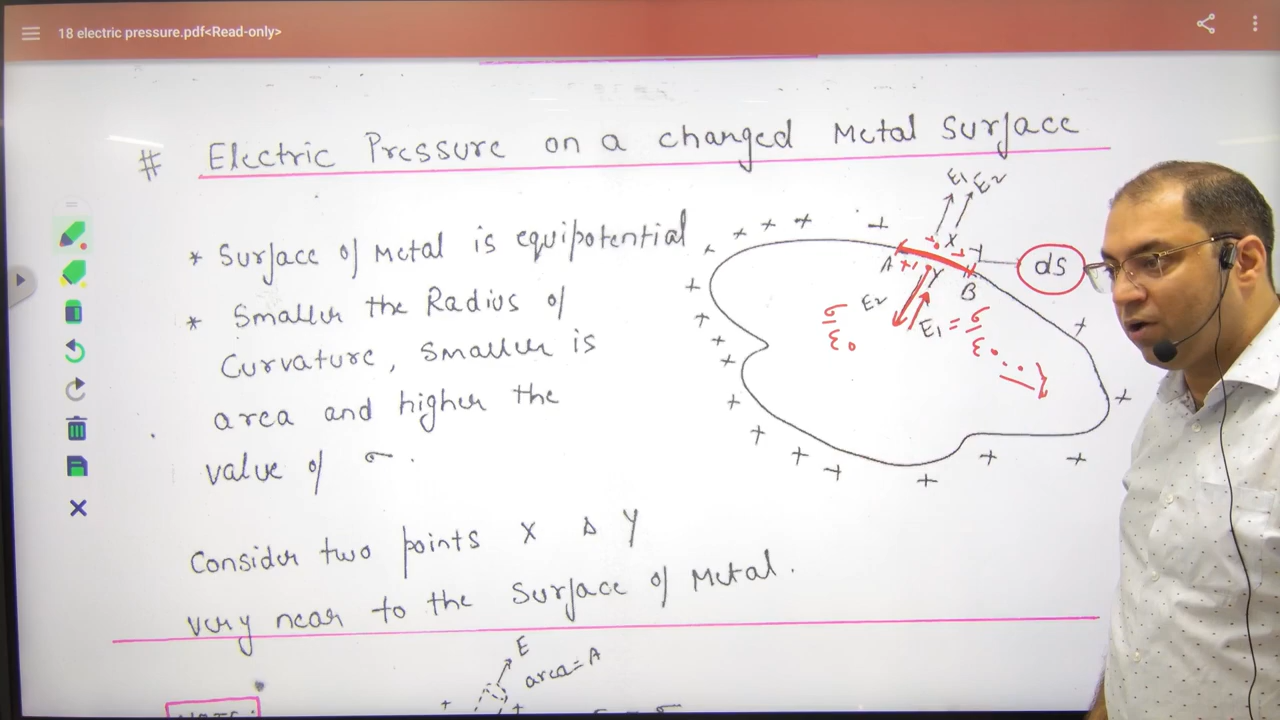 18 electric pressure.pdf<Read-only>
# Electric Pressure on a changed Metal Surface
* Surface of Metal is equipotential
* Smaller the Radius of
Curvature, Smaller is
area and higher the
value of σ.
Consider two points X & Y
very near to the Surface of Metal.
E1 E2
X
A
Y
B
dS
E2
E1 = σ/ε0
σ/ε0
E
area = A